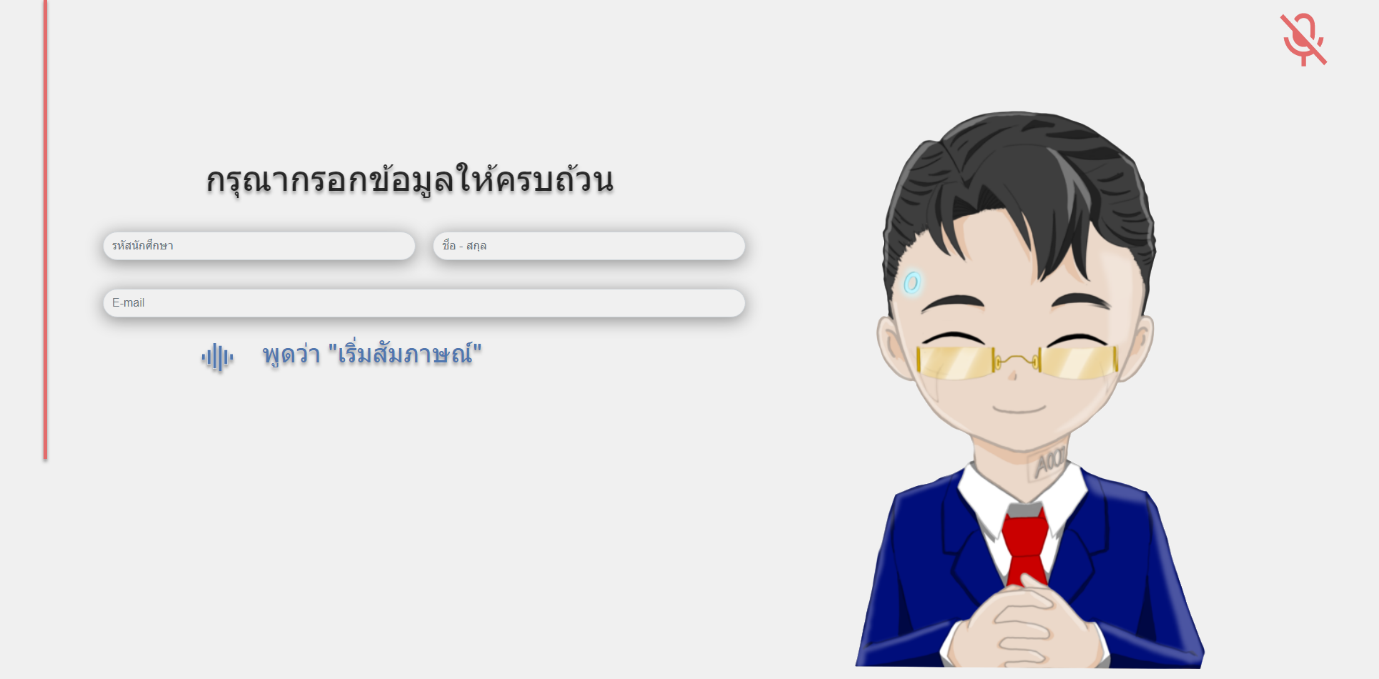 กรุณากรอกข้อมูลให้ครบถ้วน
รหัสนักศึกษา
ชื่อ - สกุล
E-mail
พูดว่า "เริ่มสัมภาษณ์"